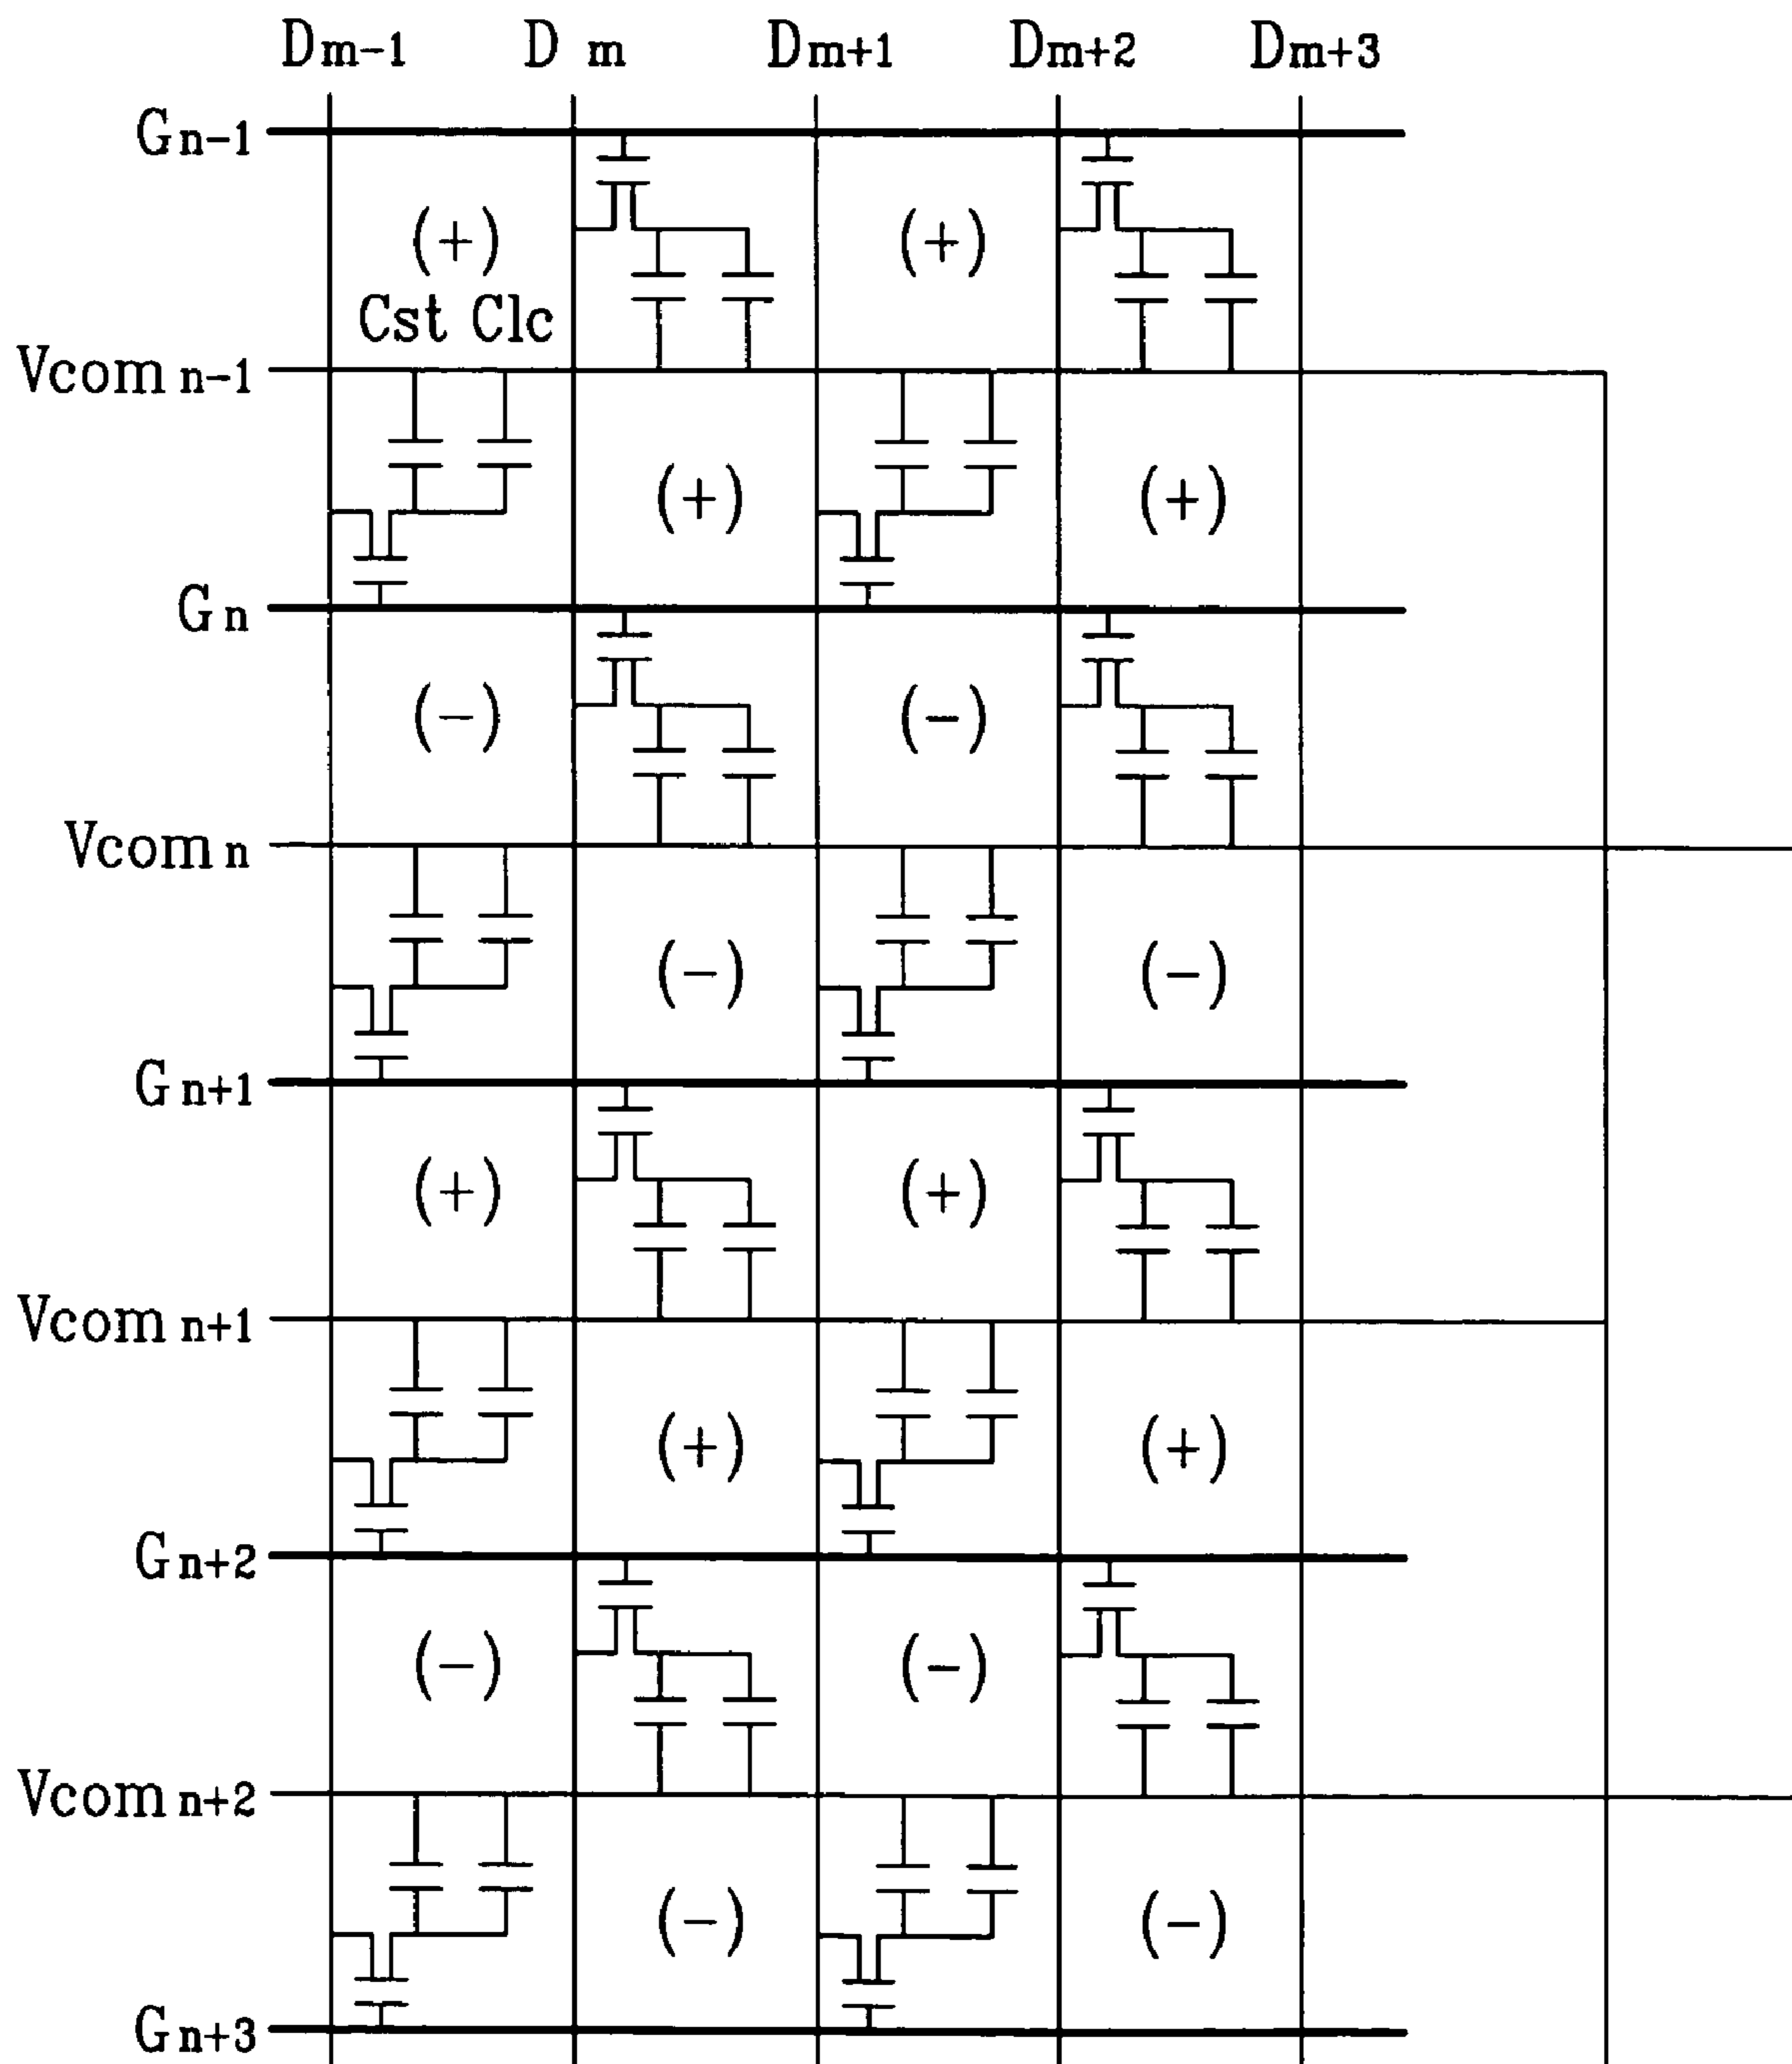 Dm-1 D m Dm+1 Dm+2 Dm+3
Gn-1
(+) (+)
Cst Clc
Vcom n-1
(+) (+)
Gn
(-) (-)
Vcom n
(-) (-)
Gn+1
(+) (+)
Vcom n+1
(+) (+)
Gn+2
(-) (-)
Vcom n+2
(-) (-)
Gn+3